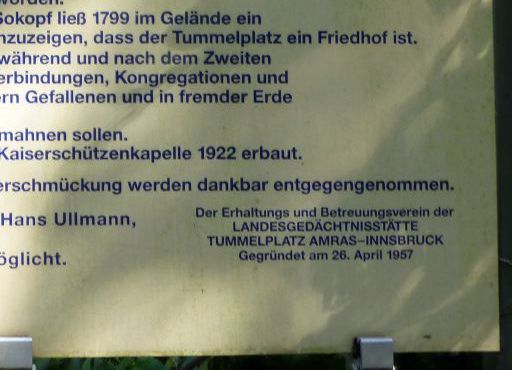 worden.
Sokopf ließ 1799 im Gelände ein
nzuzeigen, dass der Tummelplatz ein Friedhof ist.
während und nach dem Zweiten
erbindungen, Kongregationen und
ern Gefallenen und in fremder Erde
mahnen sollen.
Kaiserschützenkapelle 1922 erbaut.
erschmückung werden dankbar entgegengenommen.
Hans Ullmann,
öglicht.
Der Erhaltungs und Betreuungsverein der
LANDESGEDÄCHTNISSTÄTTE
TUMMELPLATZ AMRAS–INNSBRUCK
Gegründet am 26. April 1957